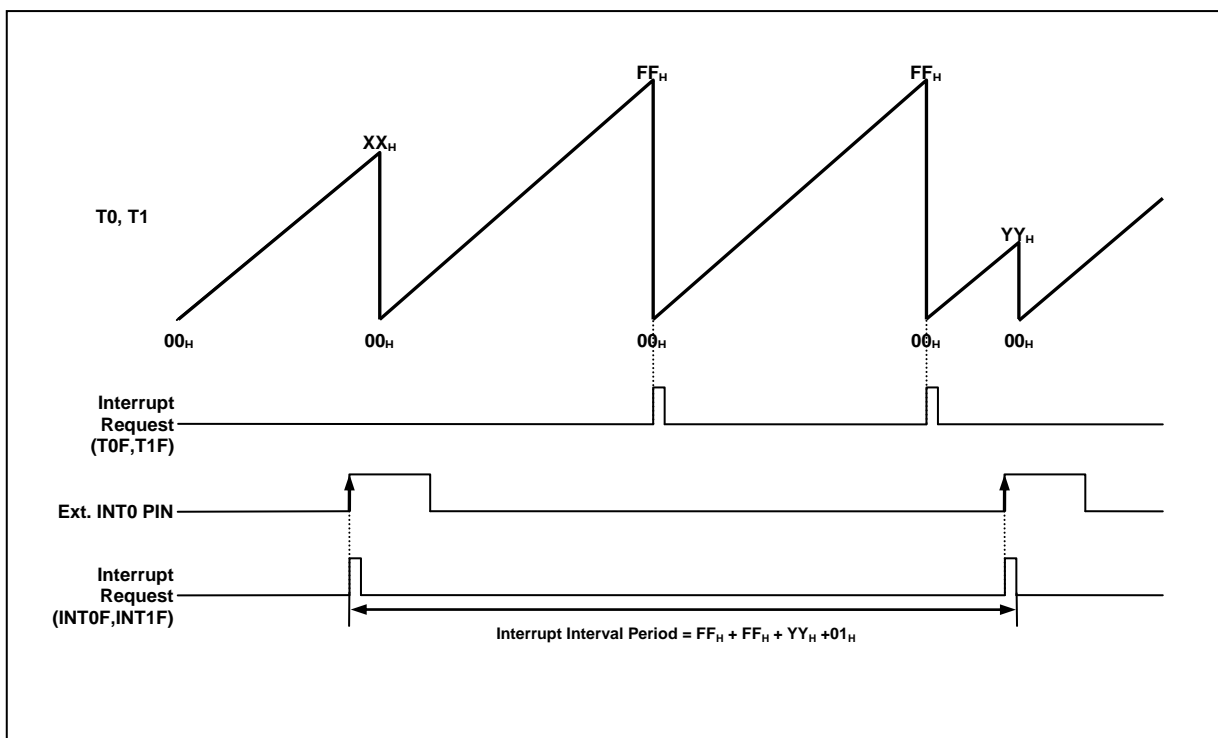 FFH FFH
XXH
T0, T1
YYH
00H 00H 00H 00H 00H
Interrupt
Request
(T0F,T1F)
Ext. INT0 PIN
Interrupt
Request
(INT0F,INT1F)
Interrupt Interval Period = FFH + FFH + YYH +01H